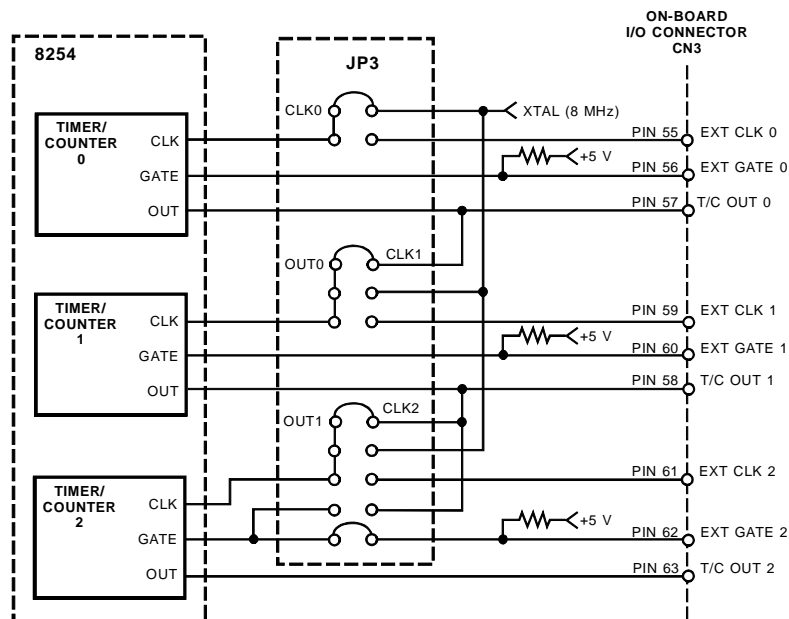 ON-BOARD
I/O CONNECTOR
CN3
8254
JP3
CLK0
XTAL (8 MHz)
TIMER/
COUNTER
0
CLK
GATE
OUT
PIN 55
EXT CLK 0
+5 V
PIN 56
EXT GATE 0
PIN 57
T/C OUT 0
OUT0
CLK1
TIMER/
COUNTER
1
CLK
GATE
OUT
PIN 59
EXT CLK 1
+5 V
PIN 60
EXT GATE 1
PIN 58
T/C OUT 1
OUT1
CLK2
TIMER/
COUNTER
2
CLK
GATE
OUT
PIN 61
EXT CLK 2
+5 V
PIN 62
EXT GATE 2
PIN 63
T/C OUT 2